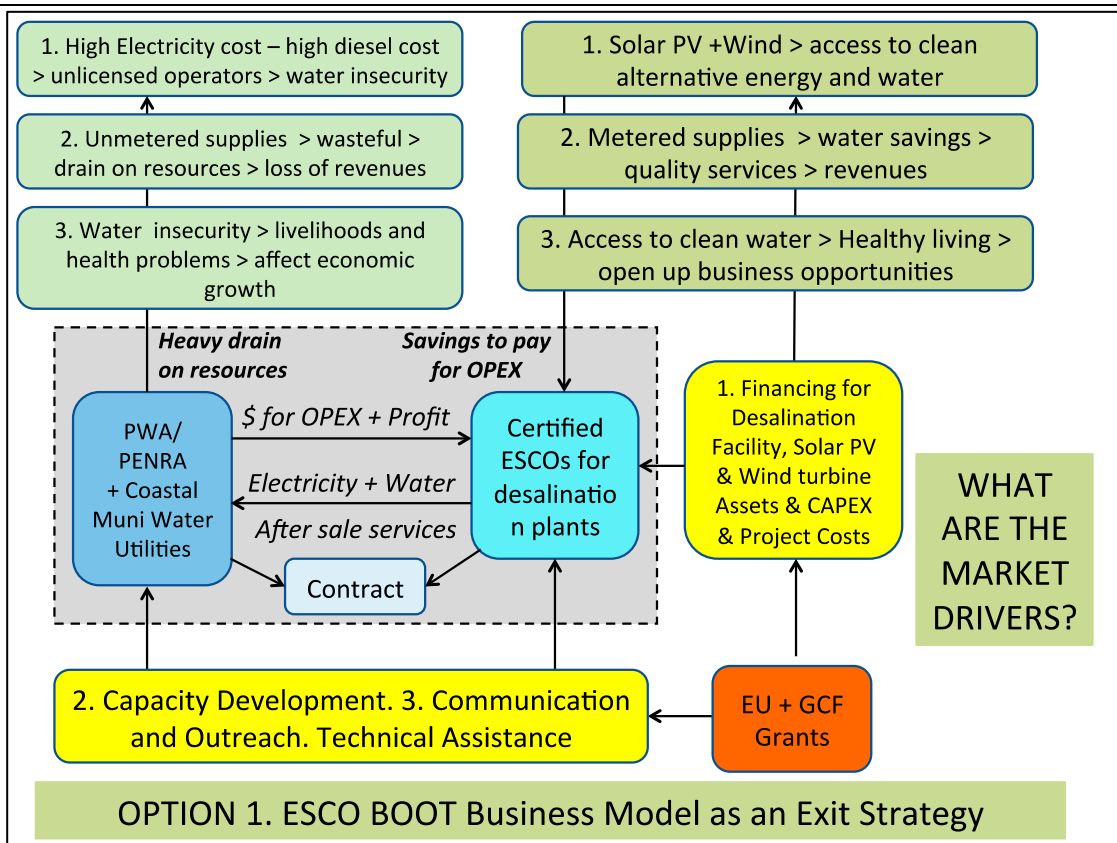 1. High Electricity cost – high diesel cost
> unlicensed operators > water insecurity
2. Unmetered supplies  > wasteful >
drain on resources > loss of revenues
3. Water  insecurity > livelihoods and
health problems > affect economic
growth
1. Solar PV +Wind > access to clean
alternative energy and water
2. Metered supplies  > water savings >
quality services > revenues
3. Access to clean water > Healthy living >
open up business opportunities
Heavy drain
on resources
Savings to pay
for OPEX
PWA/
PENRA
+ Coastal
Muni Water
Utilities
$ for OPEX + Profit
Electricity + Water
After sale services
Contract
Certified
ESCOs for
desalinatio
n plants
1. Financing for
Desalination
Facility, Solar PV
& Wind turbine
Assets & CAPEX
& Project Costs
WHAT
ARE THE
MARKET
DRIVERS?
2. Capacity Development. 3. Communication
and Outreach. Technical Assistance
EU + GCF
Grants
OPTION 1. ESCO BOOT Business Model as an Exit Strategy